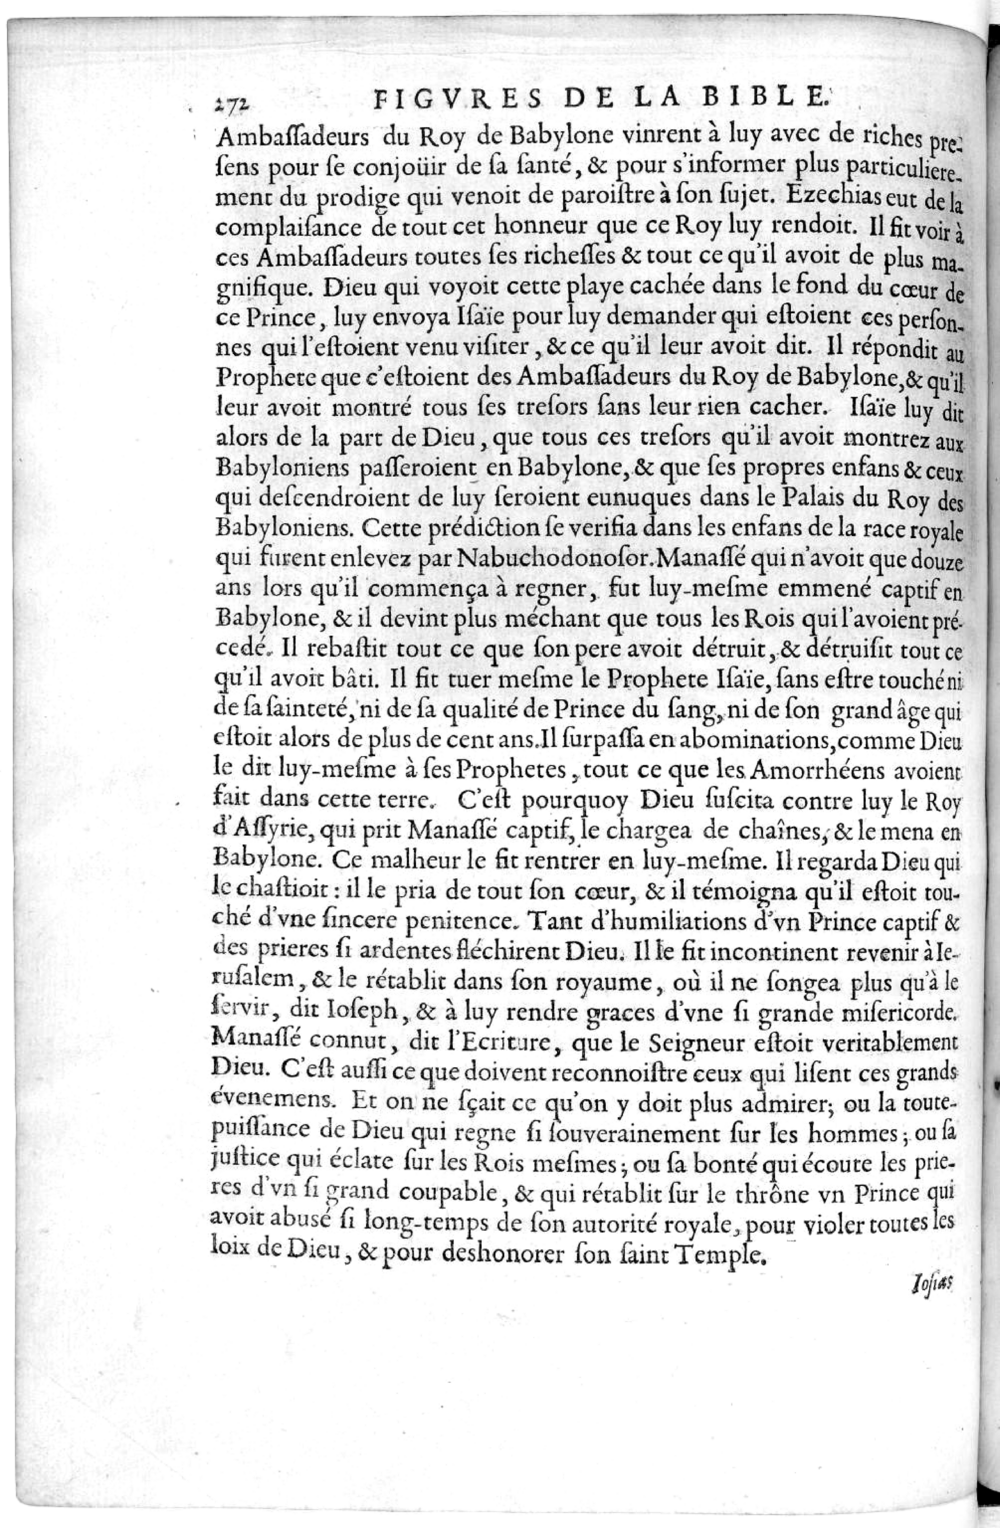 272 FIGVRES DE LA BIBLE.
Ambaſſadeurs du Roy de Babylone vinrent à luy avec de riches pre-
ſens pour ſe conjoüir de ſa ſanté, & pour s'informer plus particuliere-
ment du prodige qui venoit de paroiſtre à ſon ſujet. Ezechias eut de la
complaiſance de tout cet honneur que ce Roy luy rendoit. Il fit voir à
ces Ambaſſadeurs toutes ſes richeſſes & tout ce qu'il avoit de plus ma-
gnifique. Dieu qui voyoit cette playe cachée dans le fond du cœur de
ce Prince, luy envoya Iſaïe pour luy demander qui eſtoient ces perſon-
nes qui l'eſtoient venu viſiter, & ce qu'il leur avoit dit. Il répondit au
Prophete que c'eſtoient des Ambaſſadeurs du Roy de Babylone, & qu'il
leur avoit montré tous ſes treſors ſans leur rien cacher. Iſaïe luy dit
alors de la part de Dieu, que tous ces treſors qu'il avoit montrez aux
Babyloniens paſſeroient en Babylone, & que ſes propres enfans & ceux
qui deſcendroient de luy ſeroient eunuques dans le Palais du Roy des
Babyloniens. Cette prédiction ſe verifia dans les enfans de la race royale
qui furent enlevez par Nabuchodonoſor. Manaſſé qui n'avoit que douze
ans lors qu'il commença à regner, fut luy-meſme emmené captif en
Babylone, & il devint plus méchant que tous les Rois qui l'avoient pré-
cedé. Il rebaſtit tout ce que ſon pere avoit détruit, & détruiſit tout ce
qu'il avoit bâti. Il fit tuer meſme le Prophete Iſaïe, ſans eſtre touché ni
de ſa ſainteté, ni de ſa qualité de Prince du ſang, ni de ſon grand âge qui
eſtoit alors de plus de cent ans. Il ſurpaſſa en abominations, comme Dieu
le dit luy-meſme à ſes Prophetes, tout ce que les Amorrhéens avoient
fait dans cette terre. C'eſt pourquoy Dieu ſuſcita contre luy le Roy
d'Aſſyrie, qui prit Manaſſé captif, le chargea de chaînes, & le mena en
Babylone. Ce malheur le fit rentrer en luy-meſme. Il regarda Dieu qui
le chaſtioit : il le pria de tout ſon cœur, & il témoigna qu'il eſtoit tou-
ché d'vne ſincere penitence. Tant d'humiliations d'vn Prince captif &
des prieres ſi ardentes fléchirent Dieu. Il le fit incontinent revenir à Ie-
ruſalem, & le rétablit dans ſon royaume, où il ne ſongea plus qu'à le
ſervir, dit Ioſeph, & à luy rendre graces d'vne ſi grande miſericorde.
Manaſſé connut, dit l'Ecriture, que le Seigneur eſtoit veritablement
Dieu. C'eſt auſſi ce que doivent reconnoiſtre ceux qui liſent ces grands
évenemens. Et on ne ſçait ce qu'on y doit plus admirer; ou la toute-
puiſſance de Dieu qui regne ſi ſouverainement ſur les hommes ; ou ſa
juſtice qui éclate ſur les Rois meſmes ; ou ſa bonté qui écoute les prie-
res d'vn ſi grand coupable, & qui rétablit ſur le thrône vn Prince qui
avoit abusé ſi long-temps de ſon autorité royale, pour violer toutes les
loix de Dieu, & pour deshonorer ſon ſaint Temple.
Ioſias